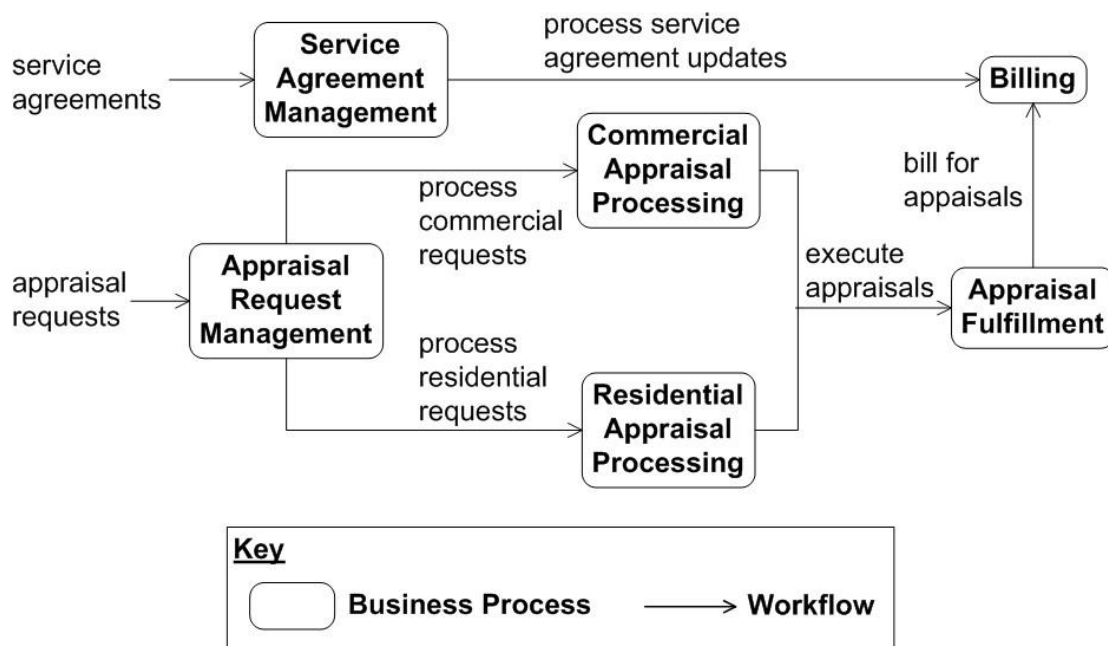 service
agreements
Service
Agreement
Management
process service
agreement updates
Billing
appraisal
requests
Appraisal
Request
Management
process
commercial
requests
Commercial
Appraisal
Processing
process
residential
requests
Residential
Appraisal
Processing
execute
appraisals
Appraisal
Fulfillment
bill for
appaisals
Key
Business Process
Workflow